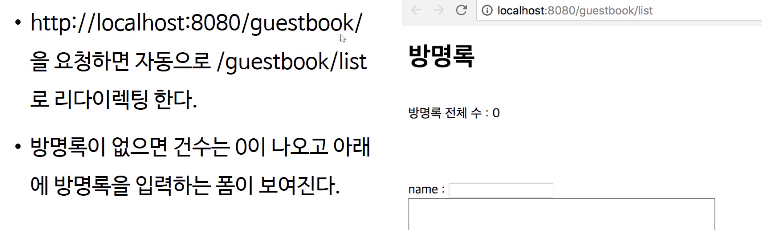 • http://localhost:8080/guestbook/
을 요청하면 자동으로 /guestbook/list
로 리다이렉팅 한다.
• 방명록이 없으면 건수는 0이 나오고 아래
에 방명록을 입력하는 폼이 보여진다.
localhost:8080/guestbook/list
방명록
방명록 전체 수 : 0
name :